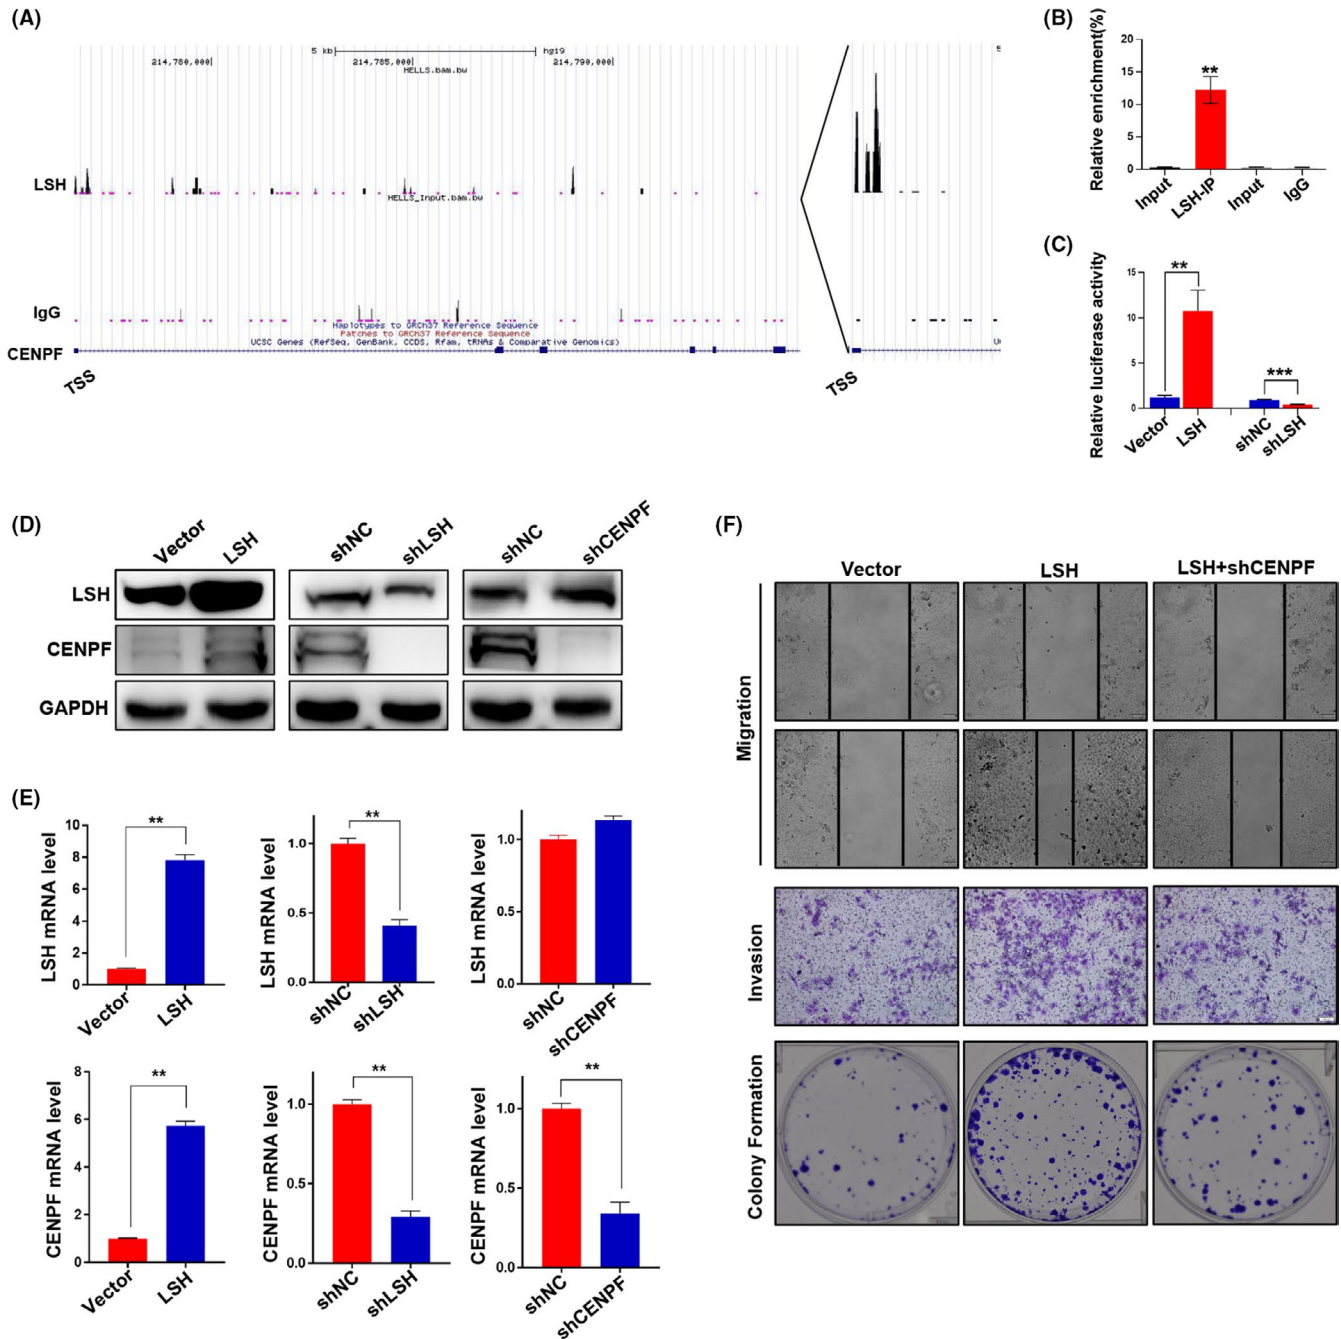 (A)
5 kb hg19
214,780,000 214,785,000 214,790,000
HELLS.bam.bw
LSH
HELLS_Input.bam.bw
IgG
Haplotypes to GRCh37 Reference Sequence
Patches to GRCh37 Reference Sequence
UCSC Genes (RefSeq, GenBank, CCDS, Rfam, tRNAs & Comparative Genomics)
CENPF
TSS
TSS
(B)
Relative enrichment(%)
20
15
10
5
0
**
Input LSH-IP Input IgG
(C)
Relative luciferase activity
15
10
5
0
** ***
Vector LSH shNC shLSH
(D)
Vector LSH shNC shLSH shNC shCENPF
LSH
CENPF
GAPDH
(E)
LSH mRNA level
10
8
6
4
2
0
**
Vector LSH
LSH mRNA level
1.0
0.5
0.0
**
shNC shLSH
LSH mRNA level
1.0
0.5
0.0
shNC shCENPF
CENPF mRNA level
8
6
4
2
0
**
Vector LSH
CENPF mRNA level
1.0
0.5
0.0
**
shNC shLSH
CENPF mRNA level
1.0
0.5
0.0
**
shNC shCENPF
(F)
Vector LSH LSH+shCENPF
Migration
Invasion
Colony Formation